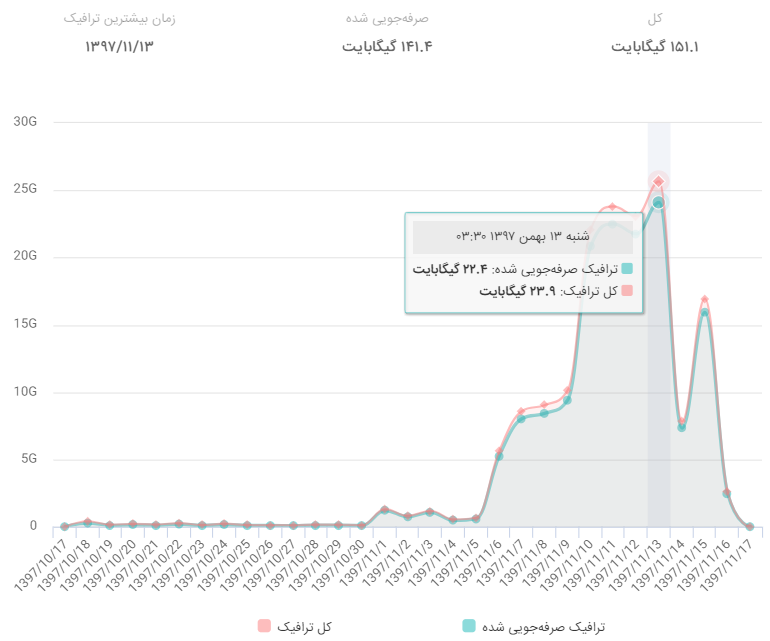 کل
صرفه‌جویی شده
زمان بیشترین ترافیک
۱۵۱.۱ گیگابایت
۱۴۱.۴ گیگابایت
۱۳۹۷/۱۱/۱۳
30G
25G
20G
15G
10G
5G
0
شنبه ۱۳ بهمن ۱۳۹۷ ۰۳:۳۰
ترافیک صرفه‌جویی شده: ۲۲.۴ گیگابایت
کل ترافیک: ۲۳.۹ گیگابایت
1397/10/17
1397/10/18
1397/10/19
1397/10/20
1397/10/21
1397/10/22
1397/10/23
1397/10/24
1397/10/25
1397/10/26
1397/10/27
1397/10/28
1397/10/29
1397/10/30
1397/11/1
1397/11/2
1397/11/3
1397/11/4
1397/11/5
1397/11/6
1397/11/7
1397/11/8
1397/11/9
1397/11/10
1397/11/11
1397/11/12
1397/11/13
1397/11/14
1397/11/15
1397/11/16
1397/11/17
ترافیک صرفه‌جویی شده
کل ترافیک